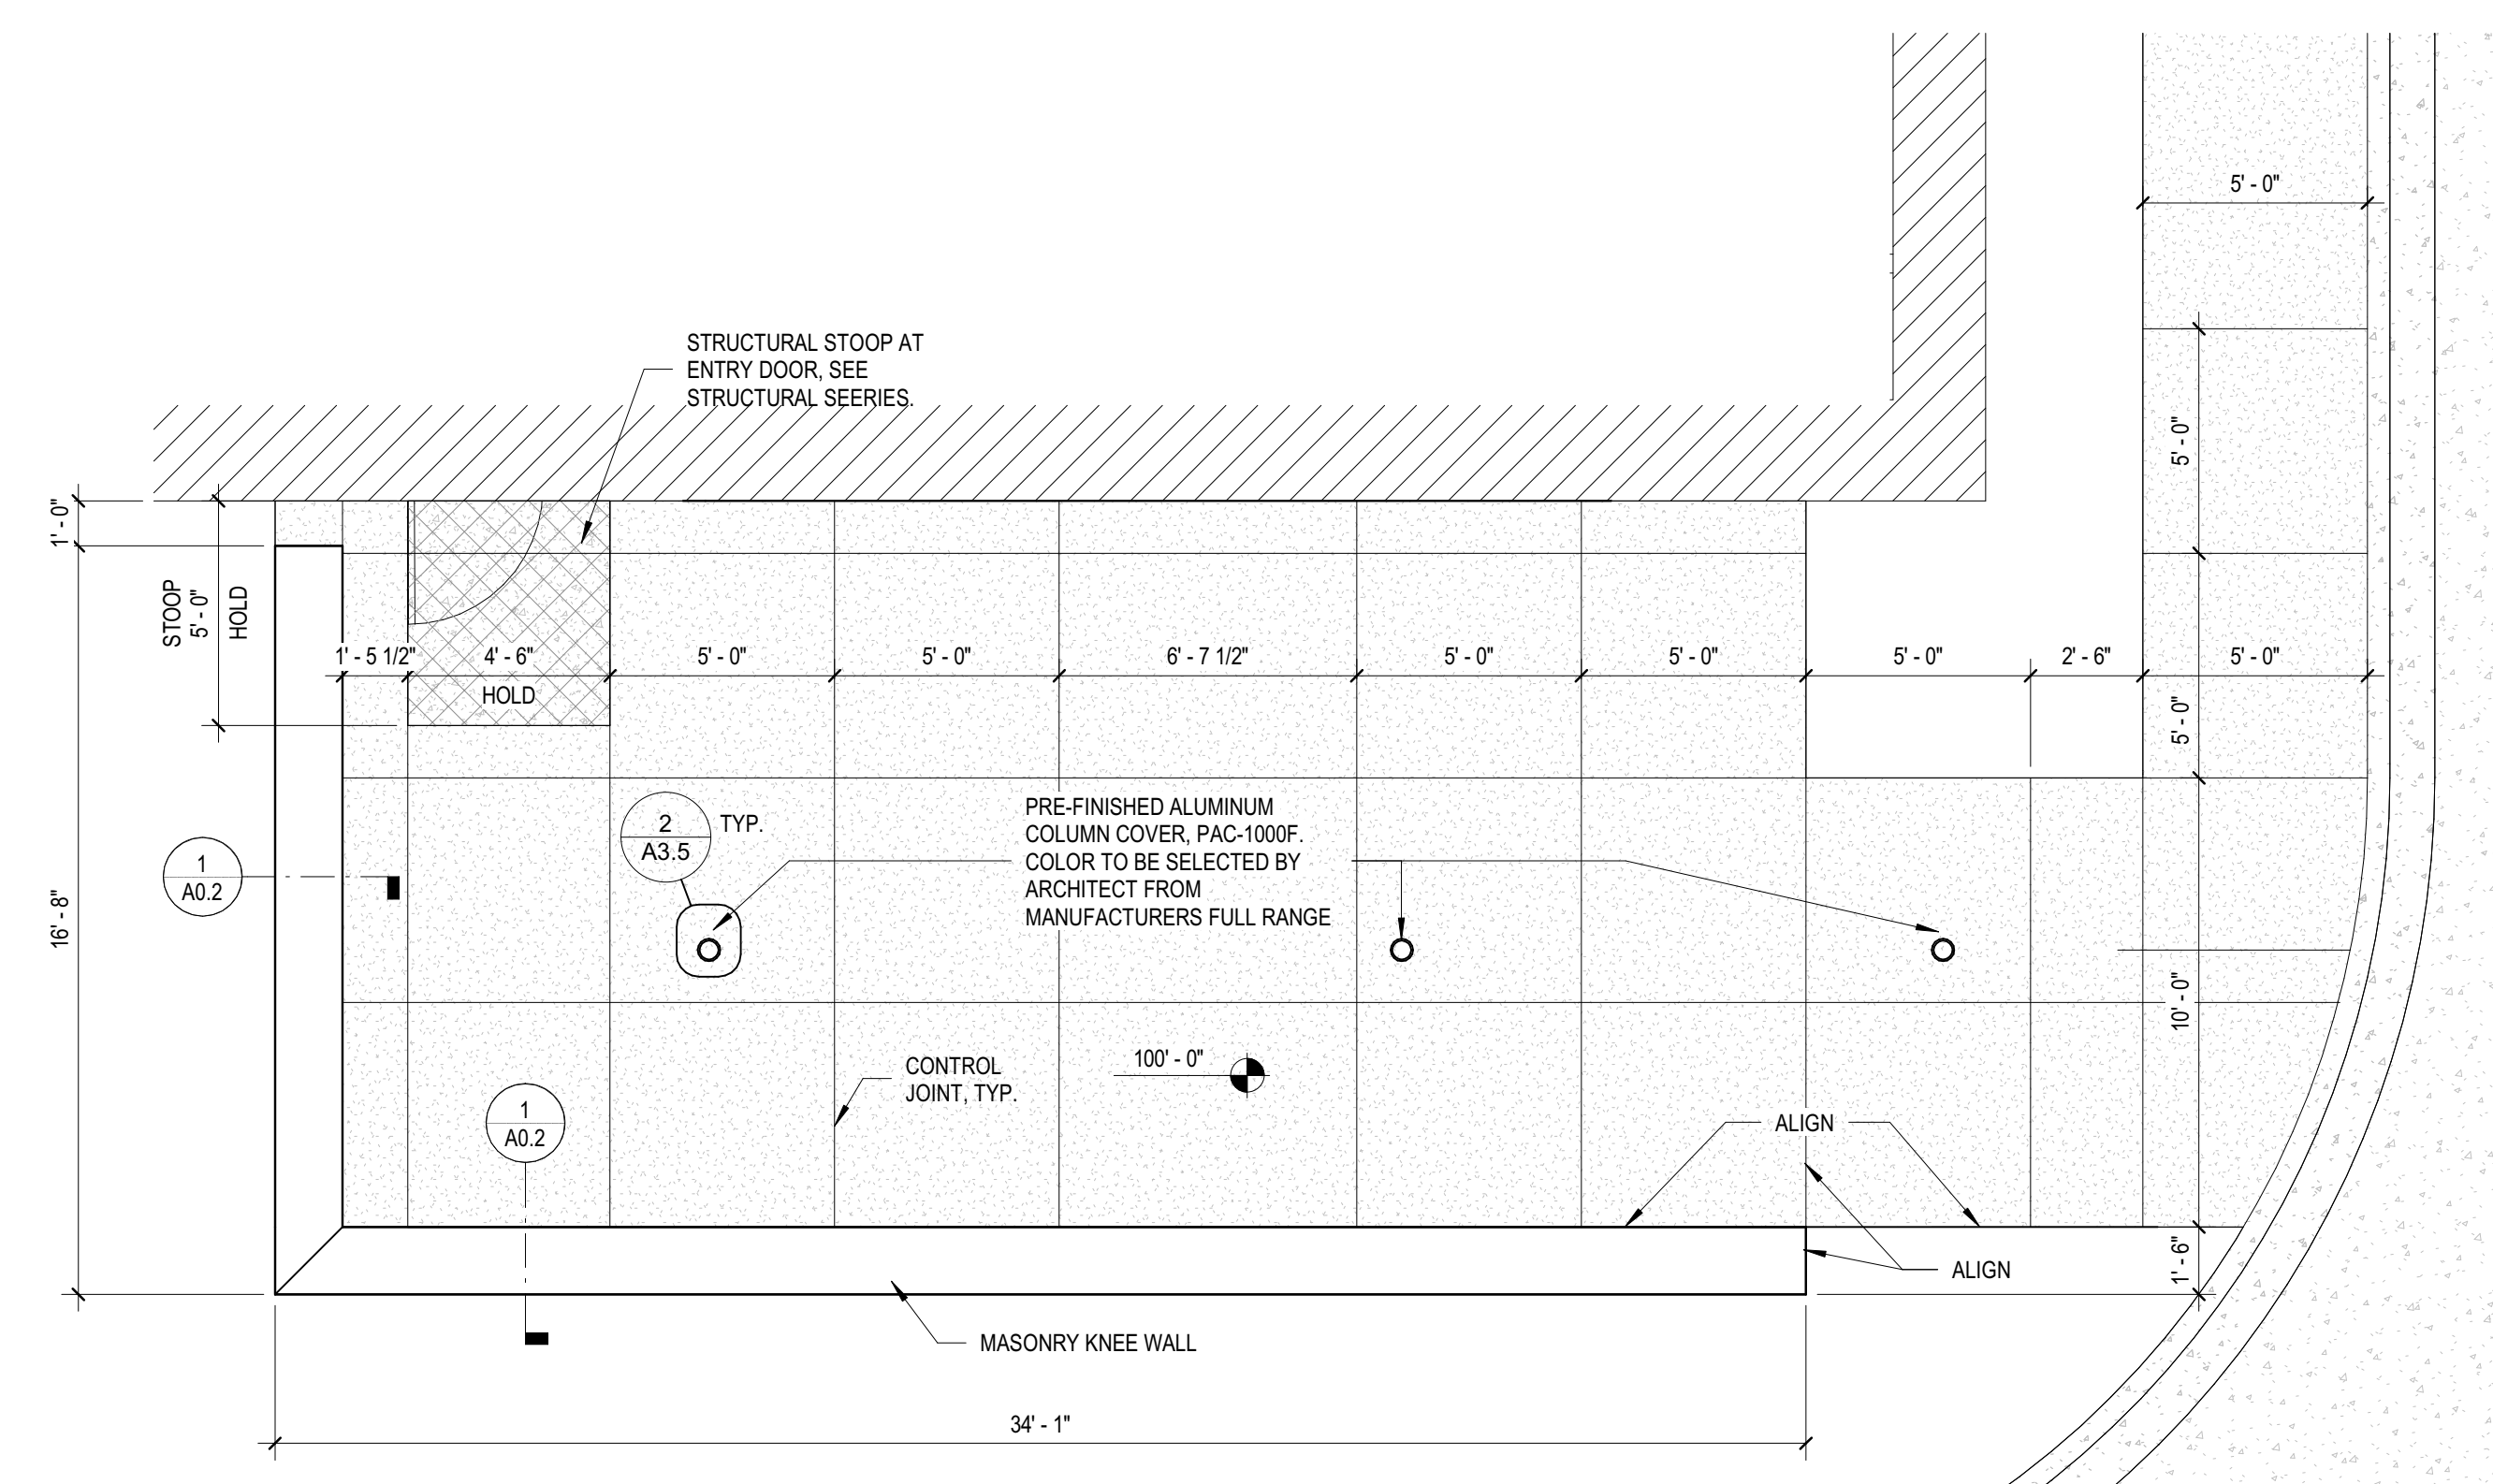 5' - 0"
STRUCTURAL STOOP AT
ENTRY DOOR, SEE
STRUCTURAL SEERIES.
5' - 0"
1' - 0"
STOOP
5' - 0"
HOLD
1' - 5 1/2"
4' - 6"
HOLD
5' - 0"
5' - 0"
6' - 7 1/2"
5' - 0"
5' - 0"
5' - 0"
2' - 6"
5' - 0"
5' - 0"
2
A3.5
TYP.
PRE-FINISHED ALUMINUM
COLUMN COVER, PAC-1000F.
COLOR TO BE SELECTED BY
ARCHITECT FROM
MANUFACTURERS FULL RANGE
1
A0.2
16' - 8"
10' - 0"
CONTROL
JOINT, TYP.
100' - 0"
1
A0.2
ALIGN
ALIGN
1' - 6"
MASONRY KNEE WALL
34' - 1"